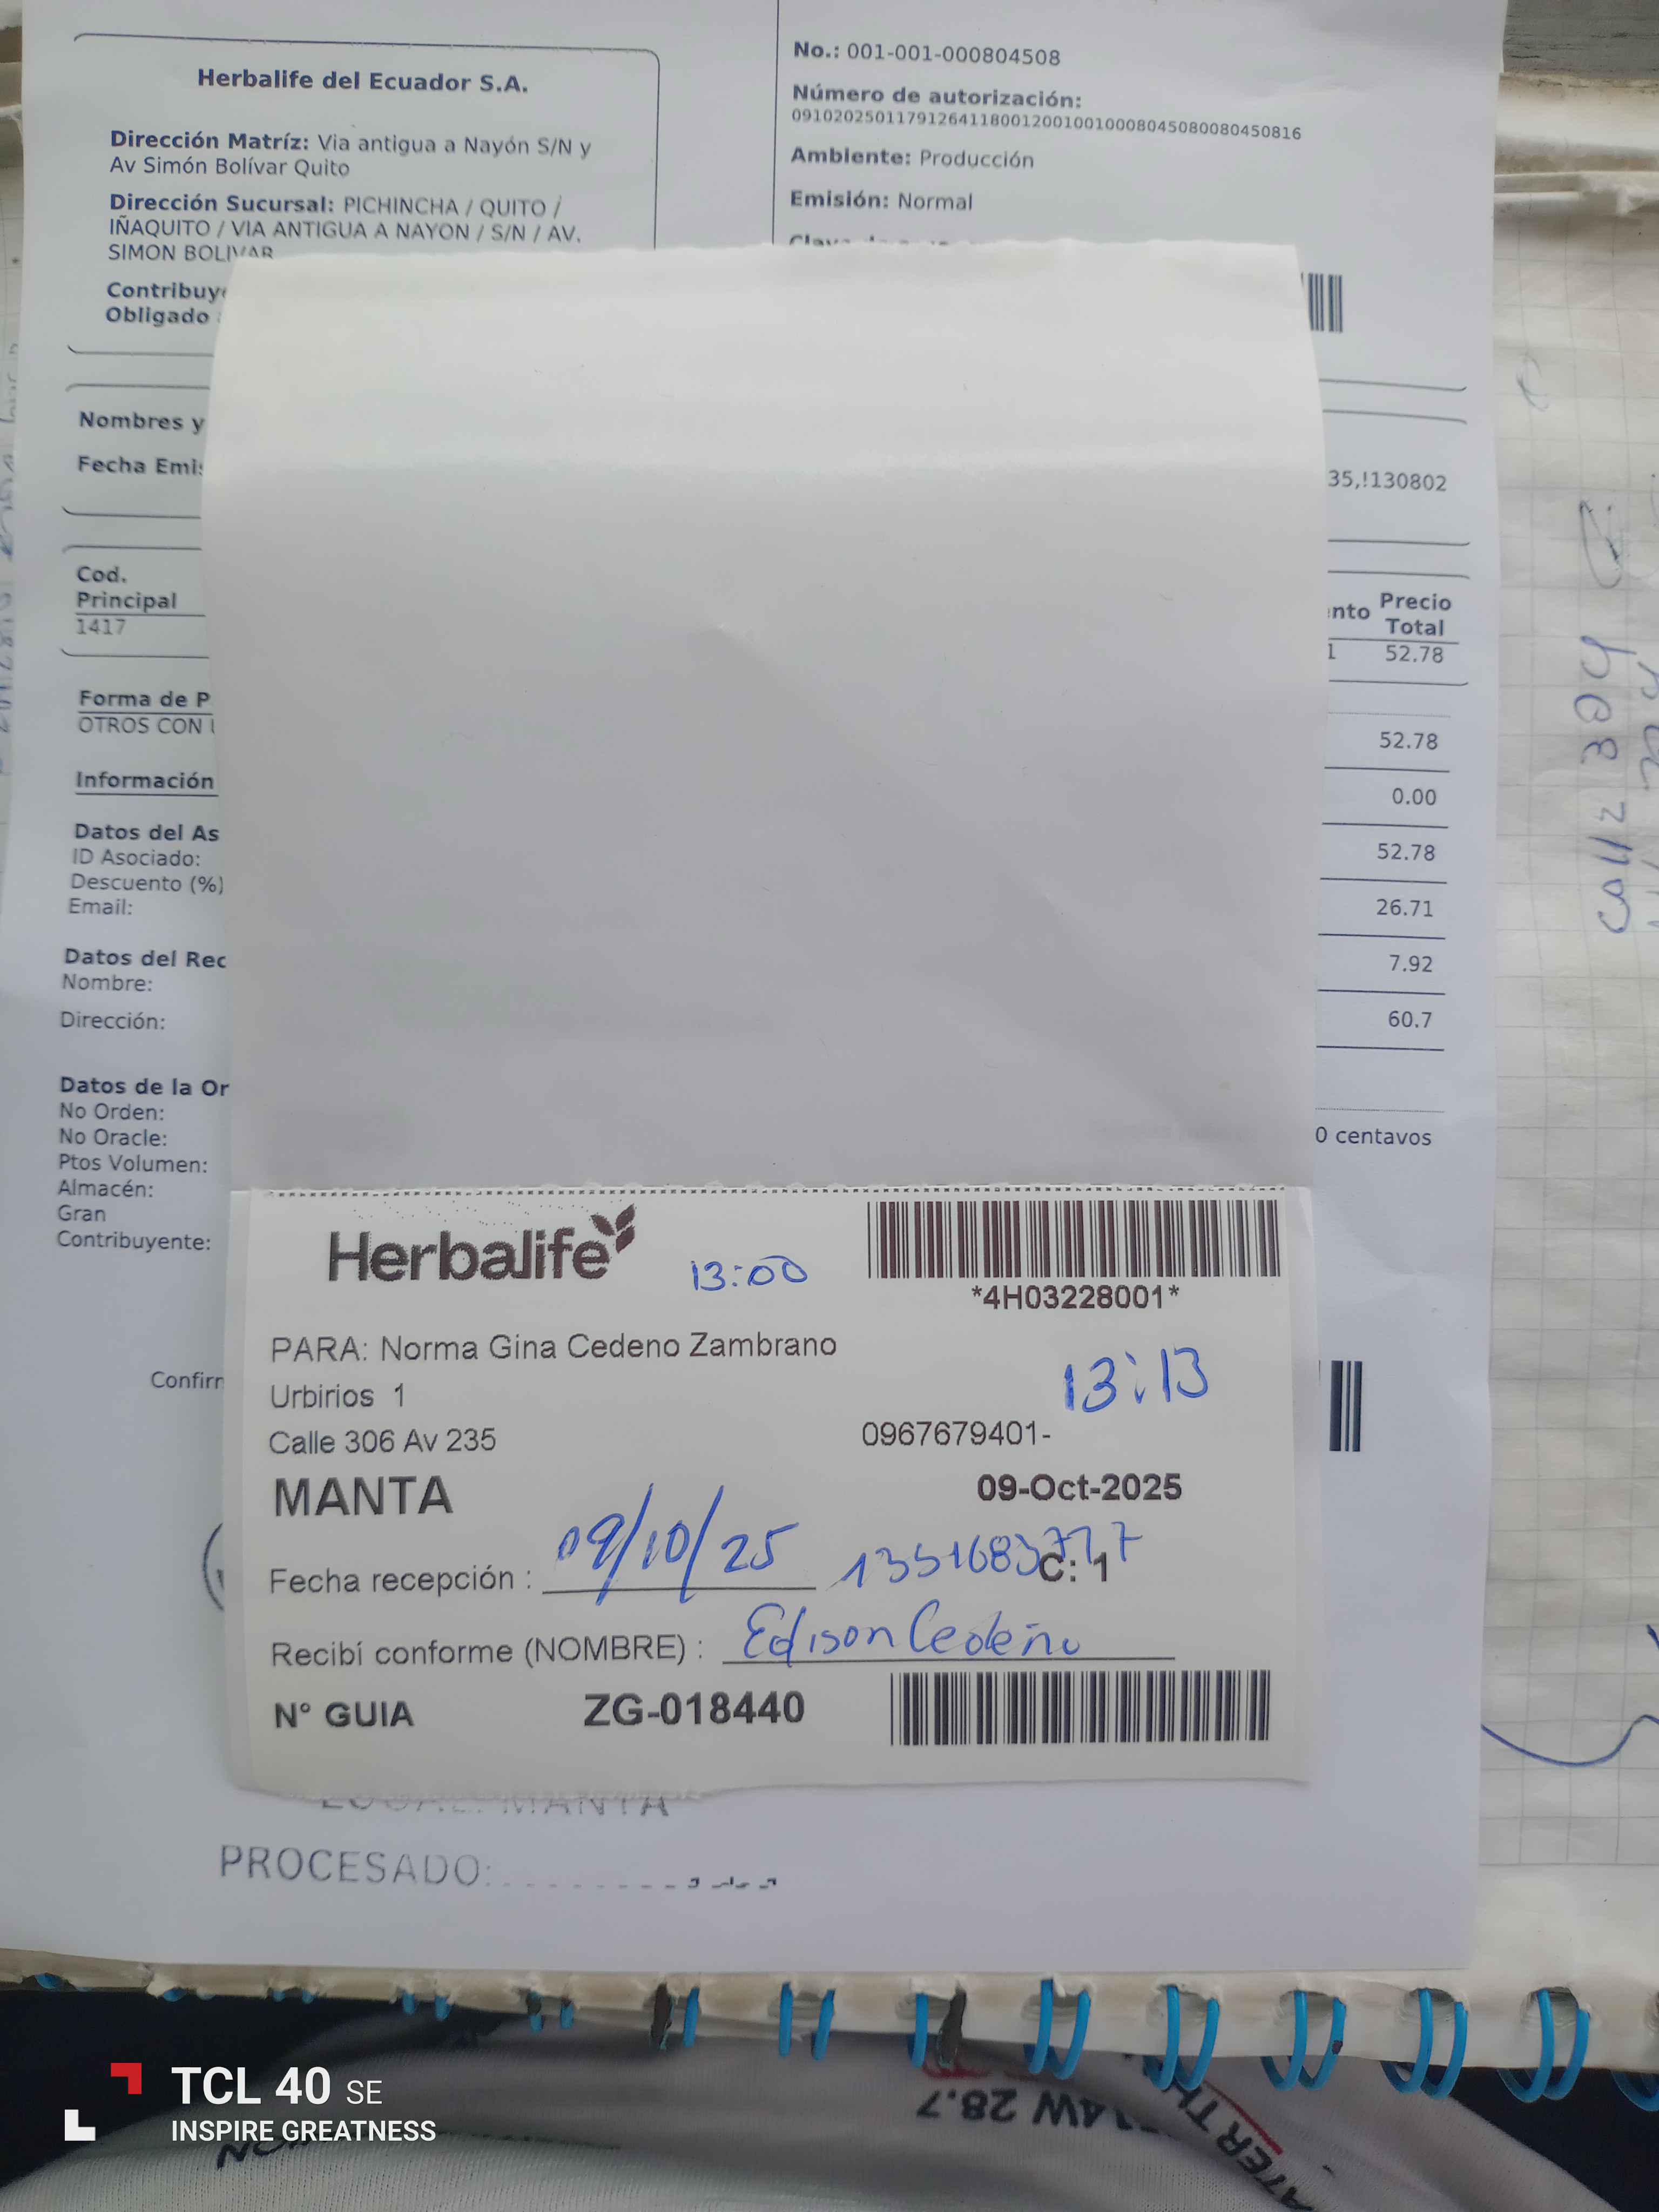 Herbalife del Ecuador S.A.
Dirección Matríz: Via antigua a Nayón S/N y
Av Simón Bolívar Quito
Dirección Sucursal: PICHINCHA / QUITO /
IÑAQUITO / VIA ANTIGUA A NAYON / S/N / AV.
SIMON BOLIVAR
Obligado
No.: 001-001-000804508
Número de autorización:
0910202501179126411800120010010008045080080450816
Ambiente: Producción
Emisión: Normal
Nombres y
Fecha
35,!130802
Cod.
Principal
1417
Precio
Total
1 52.78
Forma de P
OTROS CON
52.78
0.00
52.78
26.71
7.92
60.7
0 centavos
Información
Datos del As
ID Asociado:
Descuento (%)
Email:
Datos del Rec
Nombre:
Dirección:
Datos de la Or
No Orden:
No Oracle:
Ptos Volumen:
Almacén:
Gran
Contribuyente:
Herbalife
13:00
*4H03228001*
PARA: Norma Gina Cedeno Zambrano
13:13
Urbirios 1
Calle 306 Av 235
0967679401-
MANTA
09-Oct-2025
Fecha recepción : 09/10/25
C: 1
Recibí conforme (NOMBRE) : Edison Cedeño
N° GUIA ZG-018440
MANTA
PROCESADO:
TCL 40 SE
INSPIRE GREATNESS